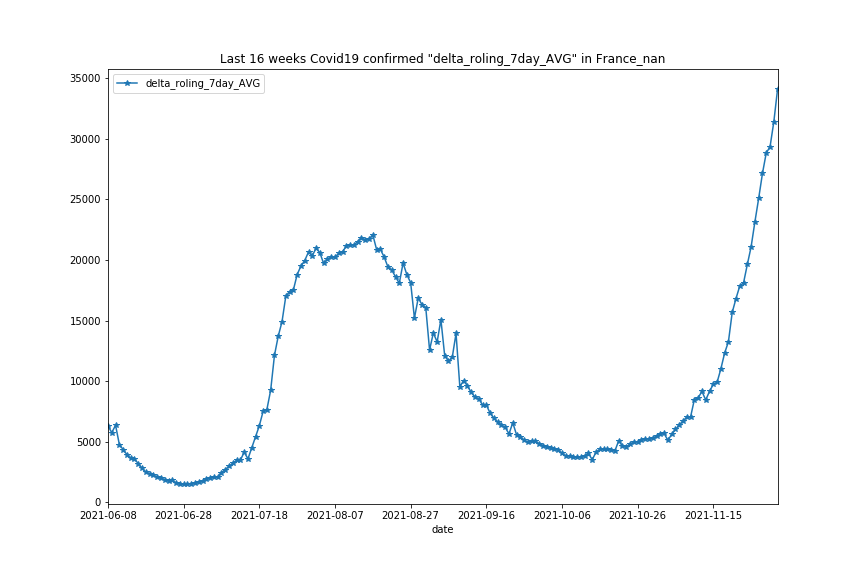 Last 16 weeks Covid19 confirmed "delta_roling_7day_AVG" in France_nan
delta_roling_7day_AVG
35000
30000
25000
20000
15000
10000
5000
0
2021-06-08 2021-06-28 2021-07-18 2021-08-07 2021-08-27 2021-09-16 2021-10-06 2021-10-26 2021-11-15
date